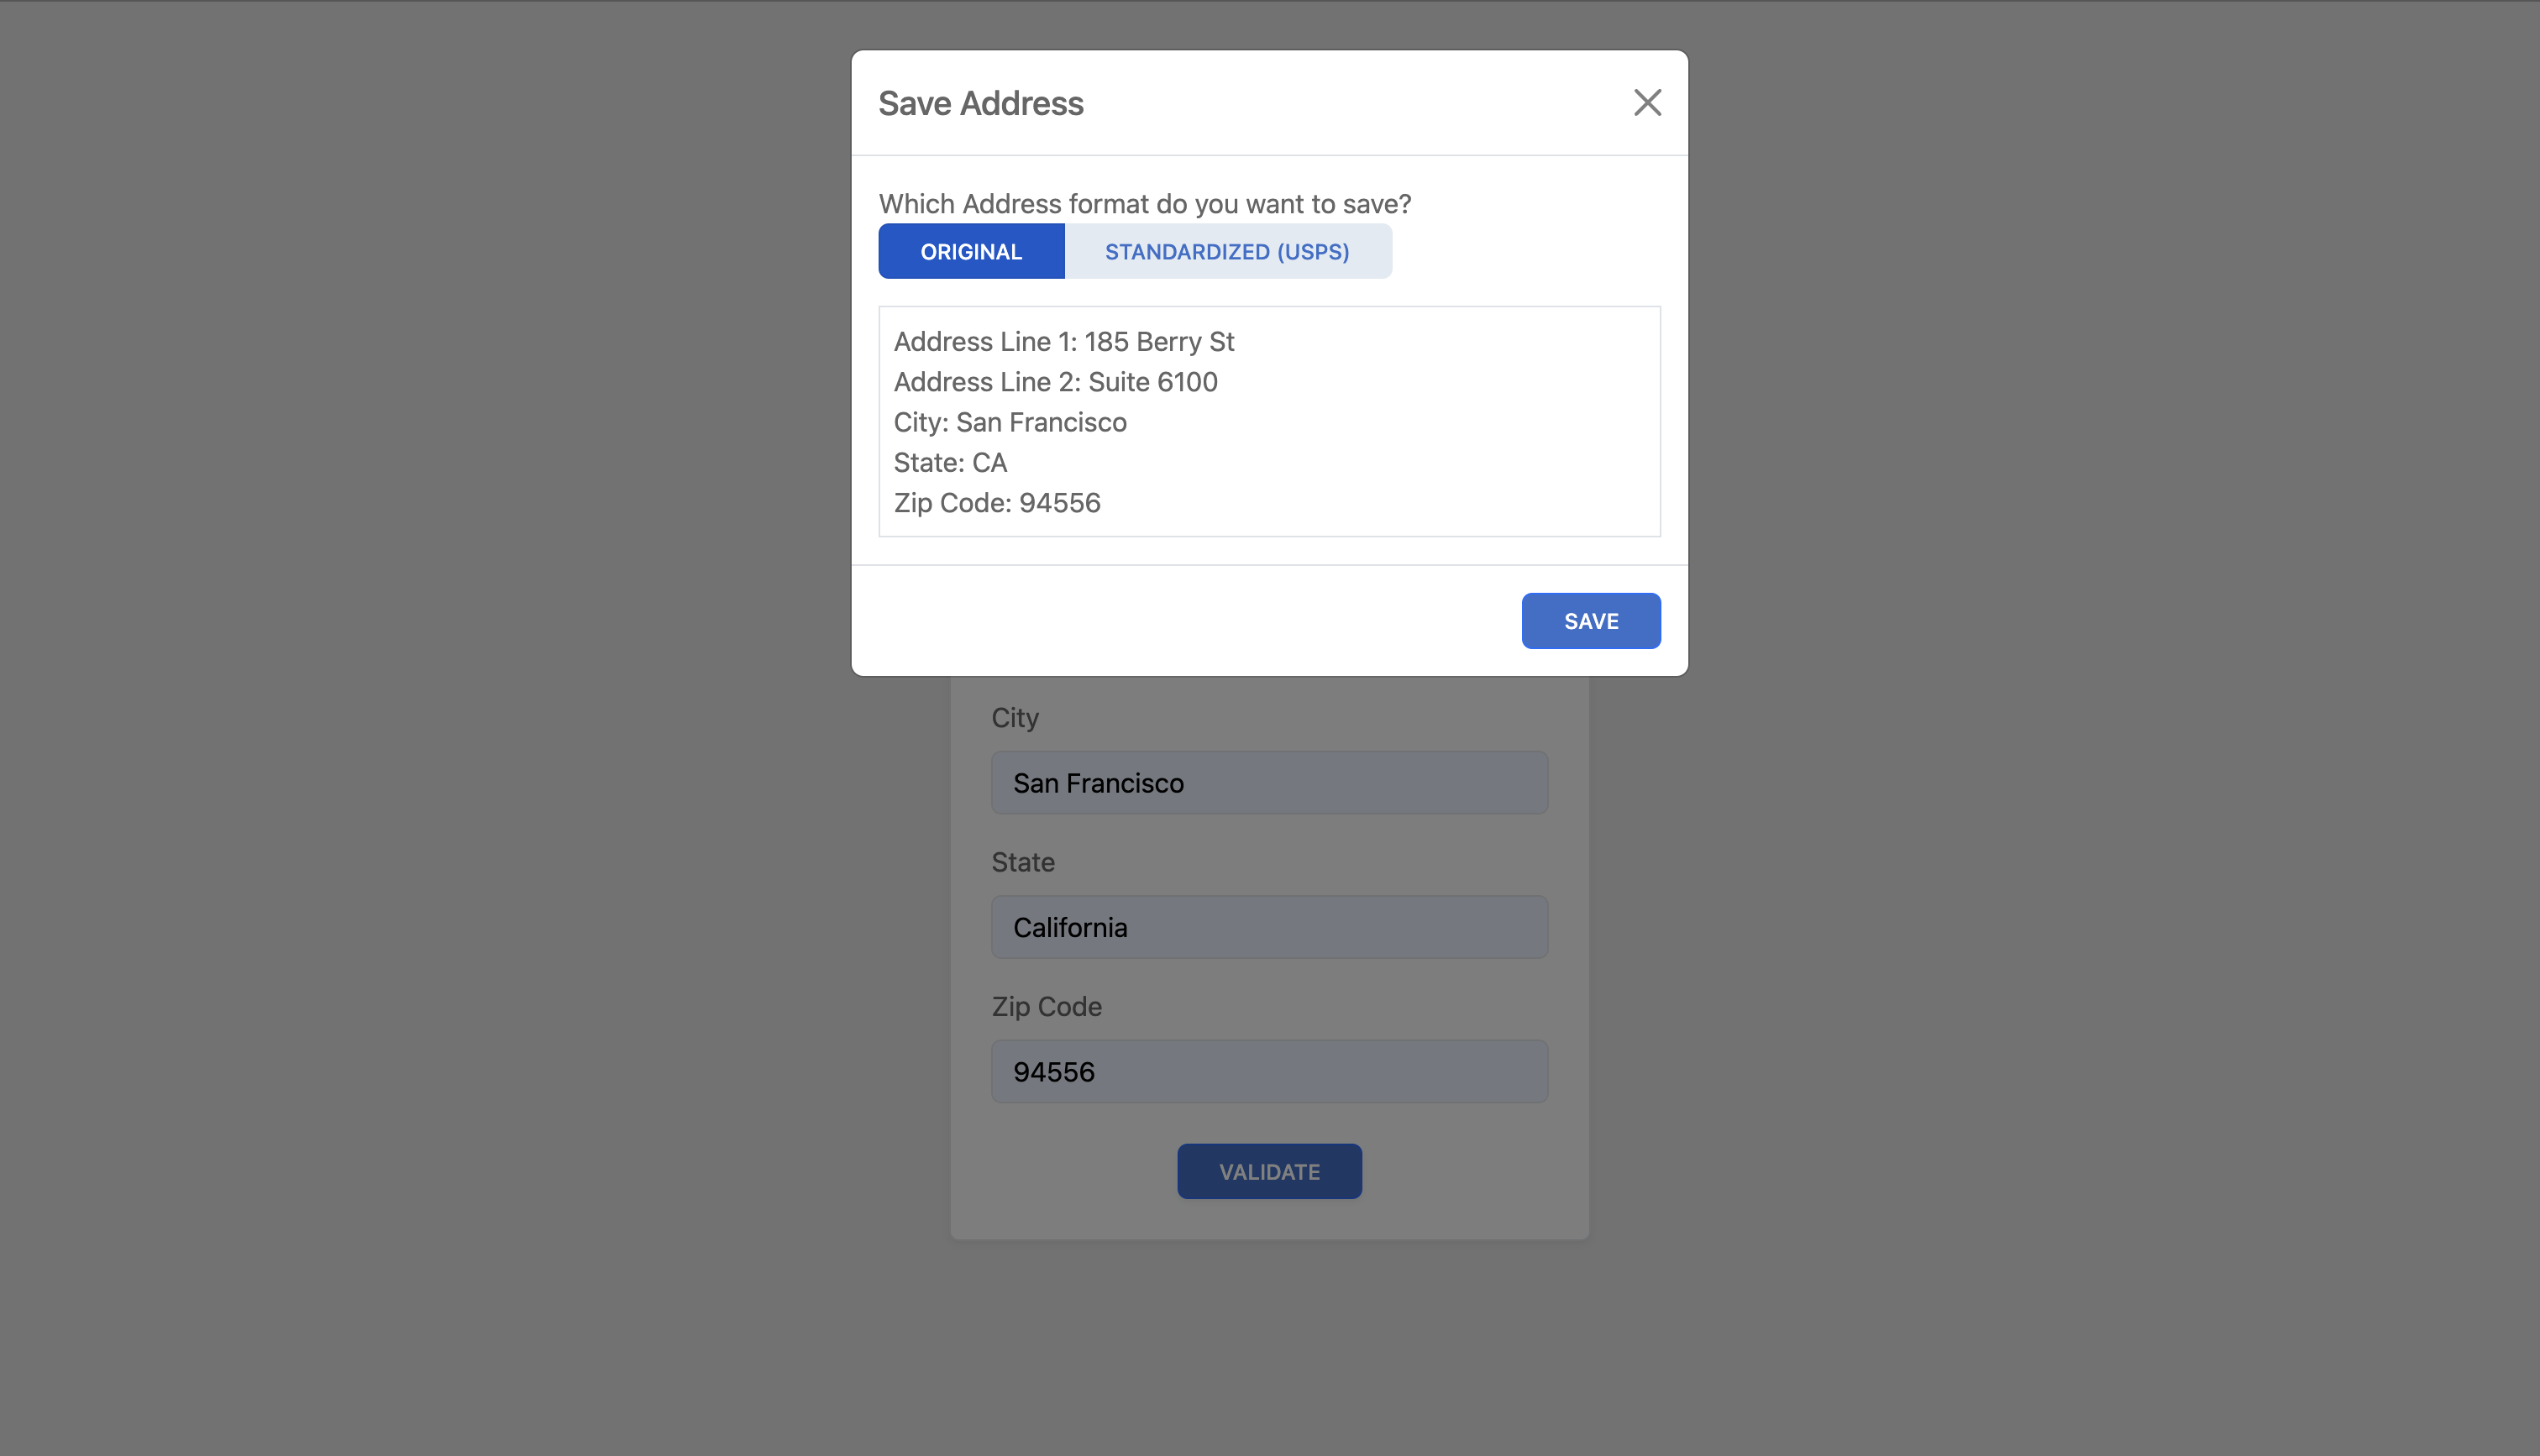 Save Address
Which Address format do you want to save?
ORIGINAL
STANDARDIZED (USPS)
Address Line 1: 185 Berry St
Address Line 2: Suite 6100
City: San Francisco
State: CA
Zip Code: 94556
SAVE
City
San Francisco
State
California
Zip Code
94556
VALIDATE